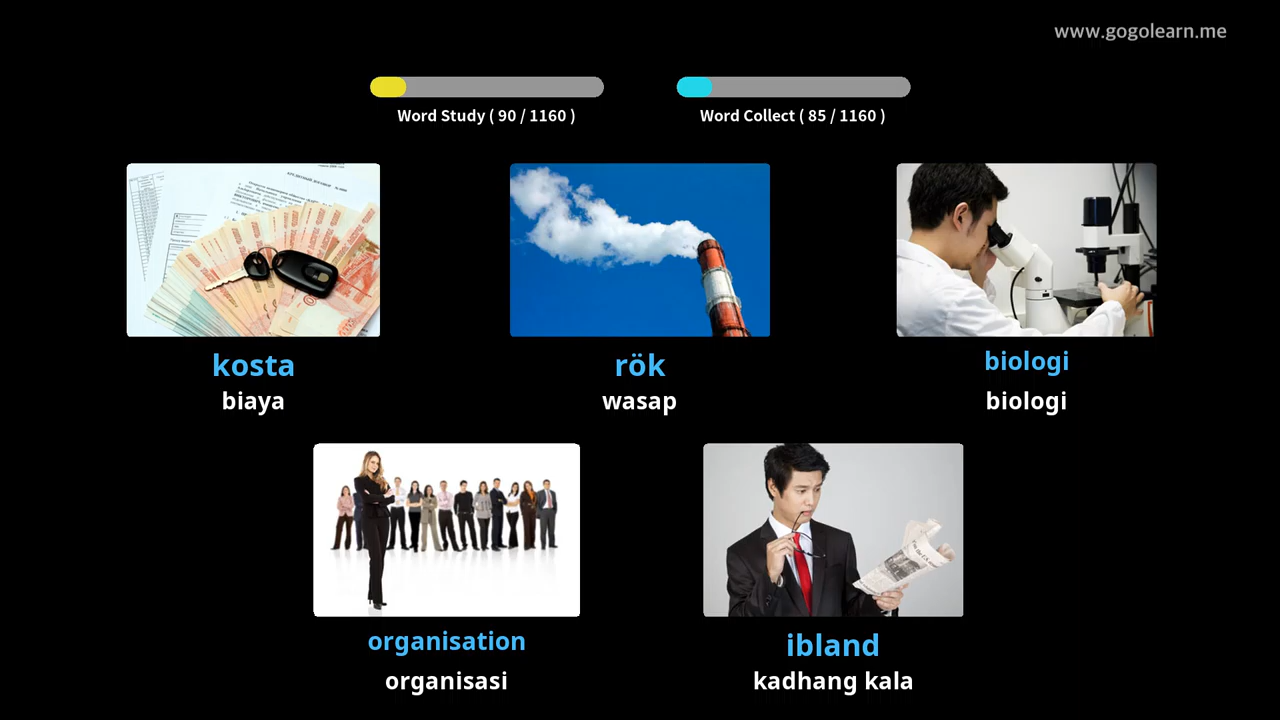 www.gogolearn.me
Word Study ( 90 / 1160 )
Word Collect ( 85 / 1160 )
kosta
biaya
rök
wasap
biologi
biologi
organisation
organisasi
ibland
kadhang kala